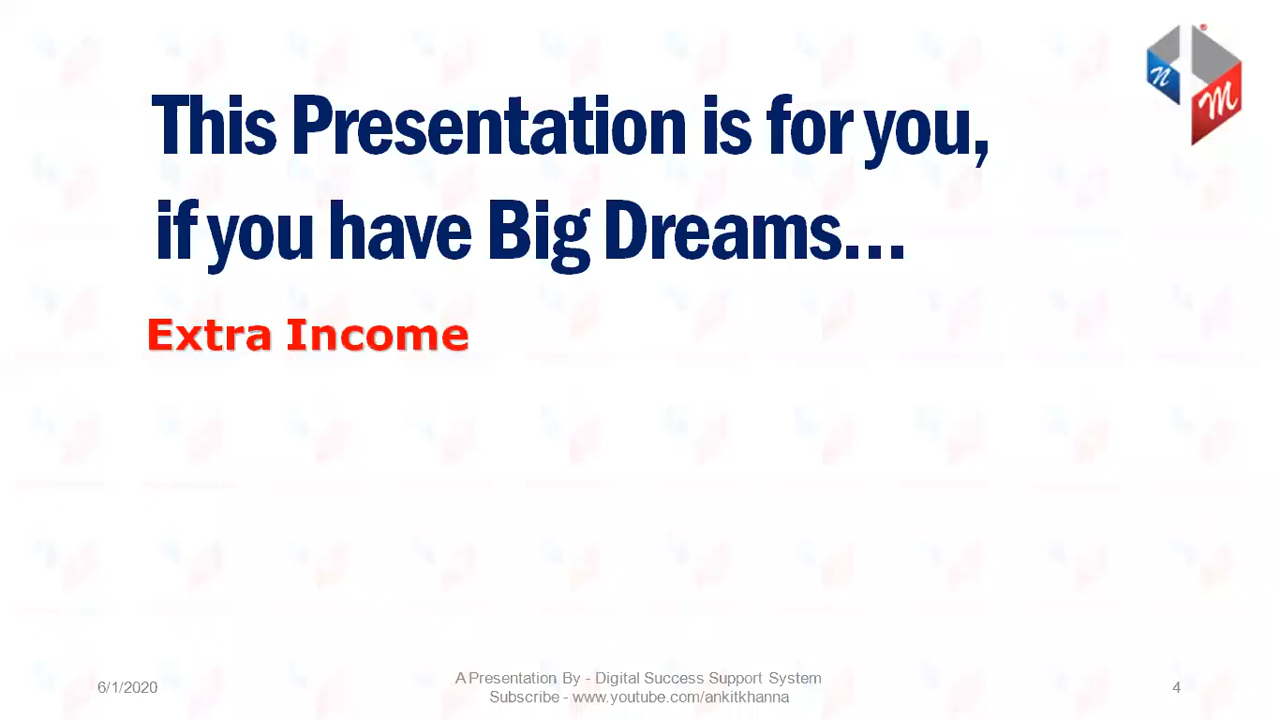 n
M
This Presentation is for you,
if you have Big Dreams...
Extra Income
6/1/2020
A Presentation By - Digital Success Support System
Subscribe - www.youtube.com/ankitkhanna
4